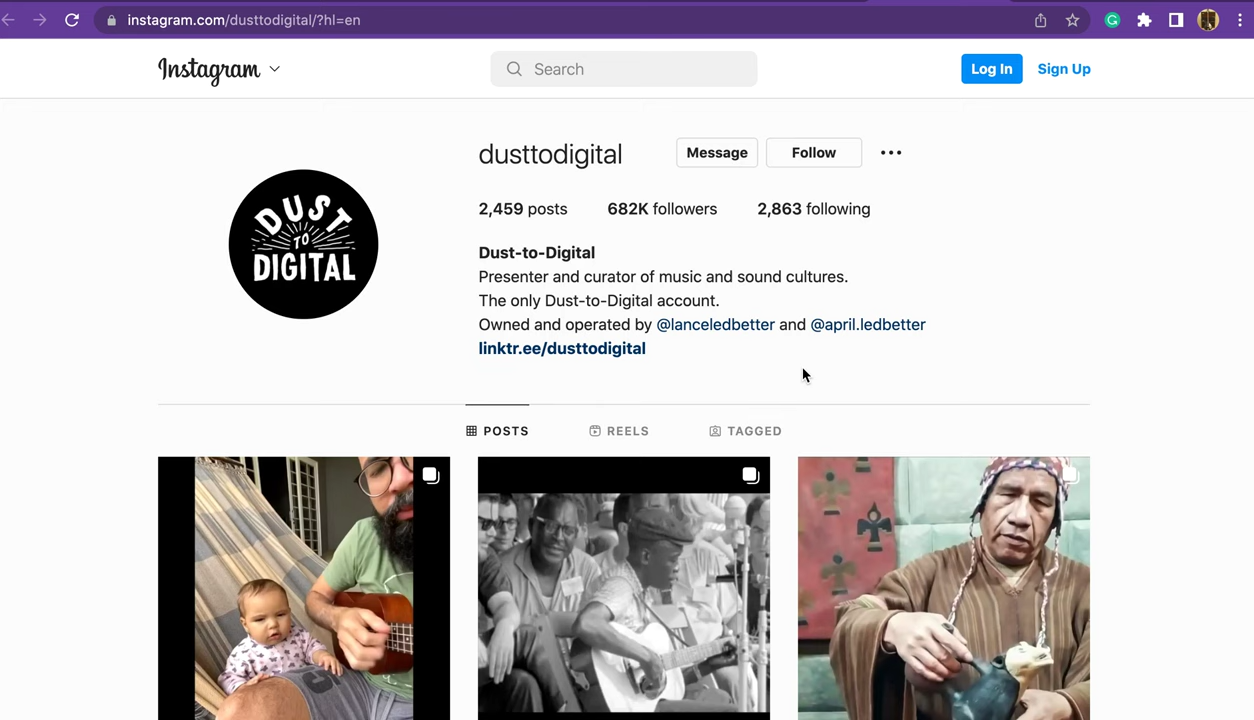 instagram.com/dusttodigital/?hl=en
Instagram
Search
Log In
Sign Up
dusttodigital
Message
Follow
2,459 posts
682K followers
2,863 following
DUST
TO
DIGITAL
Dust-to-Digital
Presenter and curator of music and sound cultures.
The only Dust-to-Digital account.
Owned and operated by @lanceledbetter and @april.ledbetter
linktr.ee/dusttodigital
POSTS
REELS
TAGGED